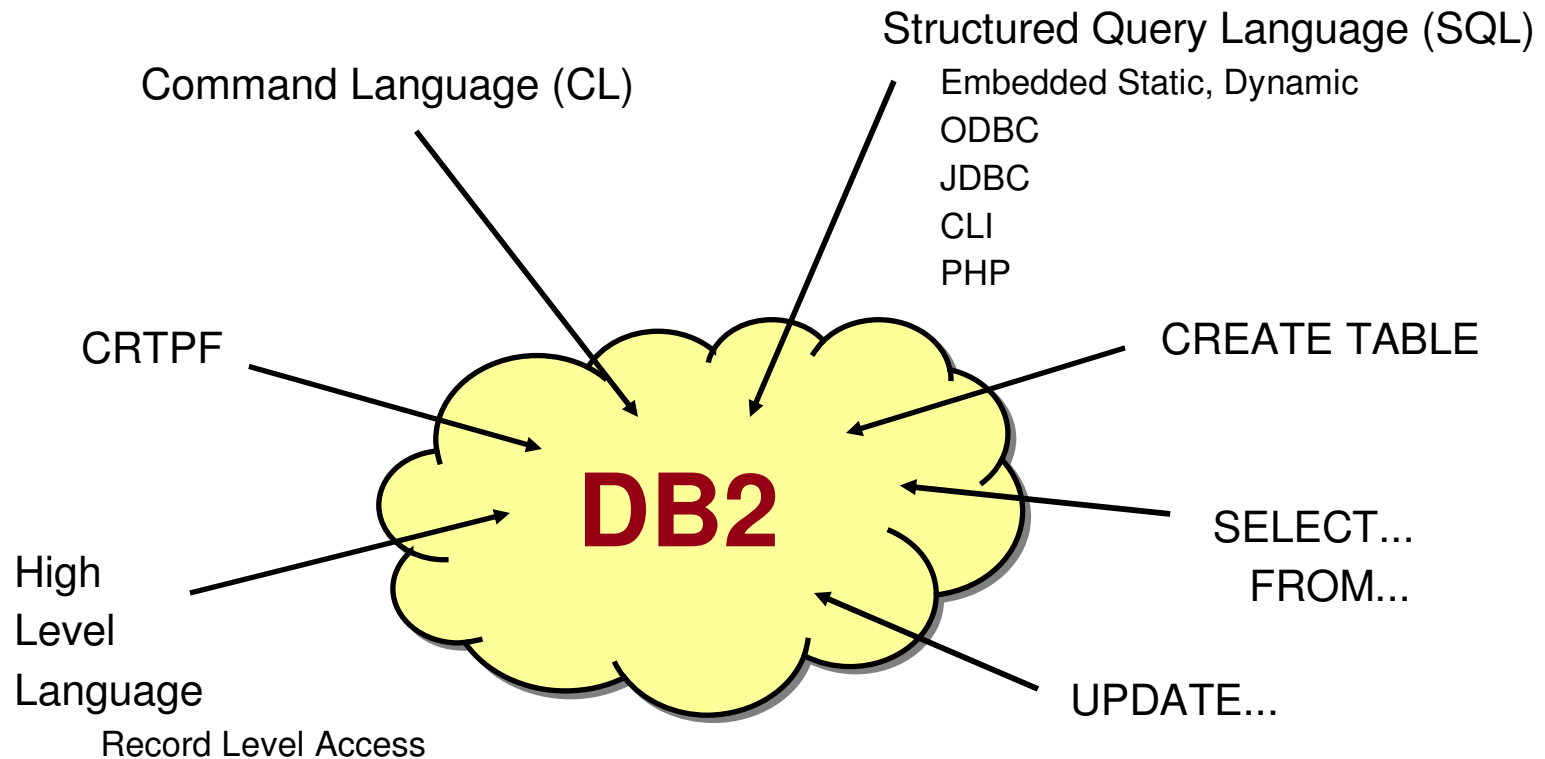 Structured Query Language (SQL)
Embedded Static, Dynamic
ODBC
JDBC
CLI
PHP
Command Language (CL)
CRTPF
CREATE TABLE
DB2
SELECT...
FROM...
High
Level
Language
Record Level Access
UPDATE...